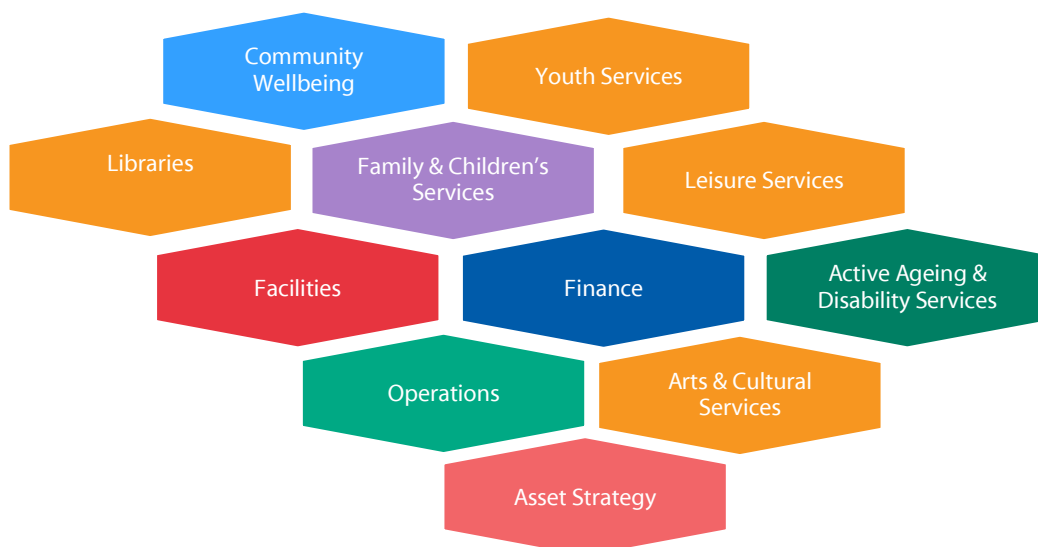 Community
Wellbeing
Youth Services
Libraries
Family & Children’s
Services
Leisure Services
Facilities
Finance
Active Ageing &
Disability Services
Operations
Arts & Cultural
Services
Asset Strategy